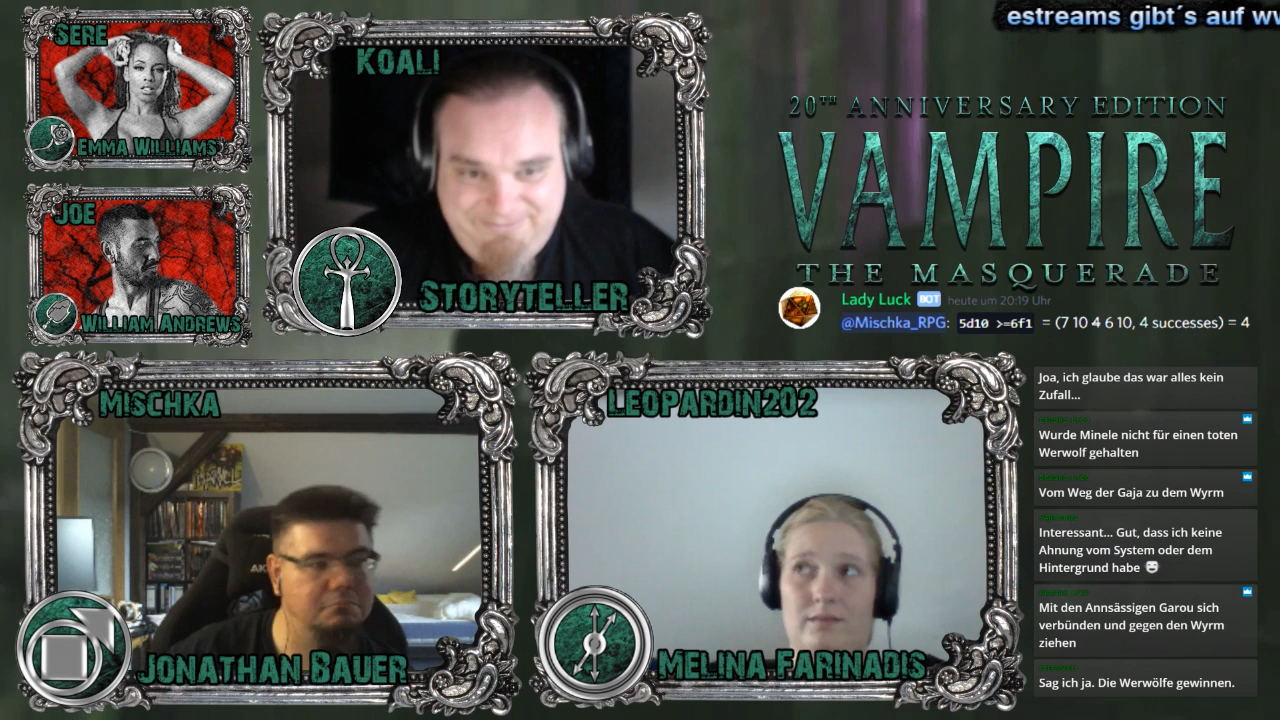 estreams gibt´s auf
SERE
EMMA WILLIAMS
JOE
WILLIAM ANDREWS
KOALI
STORYTELLER
20TH ANNIVERSARY EDITION
VAMPIRE
THE MASQUERADE
Lady Luck BOT heute um 20:19 Uhr
@Mischka_RPG: 5d10 >=6f1 = (7 10 4 6 10, 4 successes) = 4
MISCHKA
JONATHAN BAUER
LEOPARDIN202
MELINA FARINADIS
Joa, ich glaube das war alles kein
Zufall...
Wurde Minele nicht für einen toten
Werwolf gehalten
Vom Weg der Gaja zu dem Wyrm
Interessant... Gut, dass ich keine
Ahnung vom System oder dem
Hintergrund habe
Mit den Annsässigen Garou sich
verbünden und gegen den Wyrm
ziehen
Sag ich ja. Die Werwölfe gewinnen.